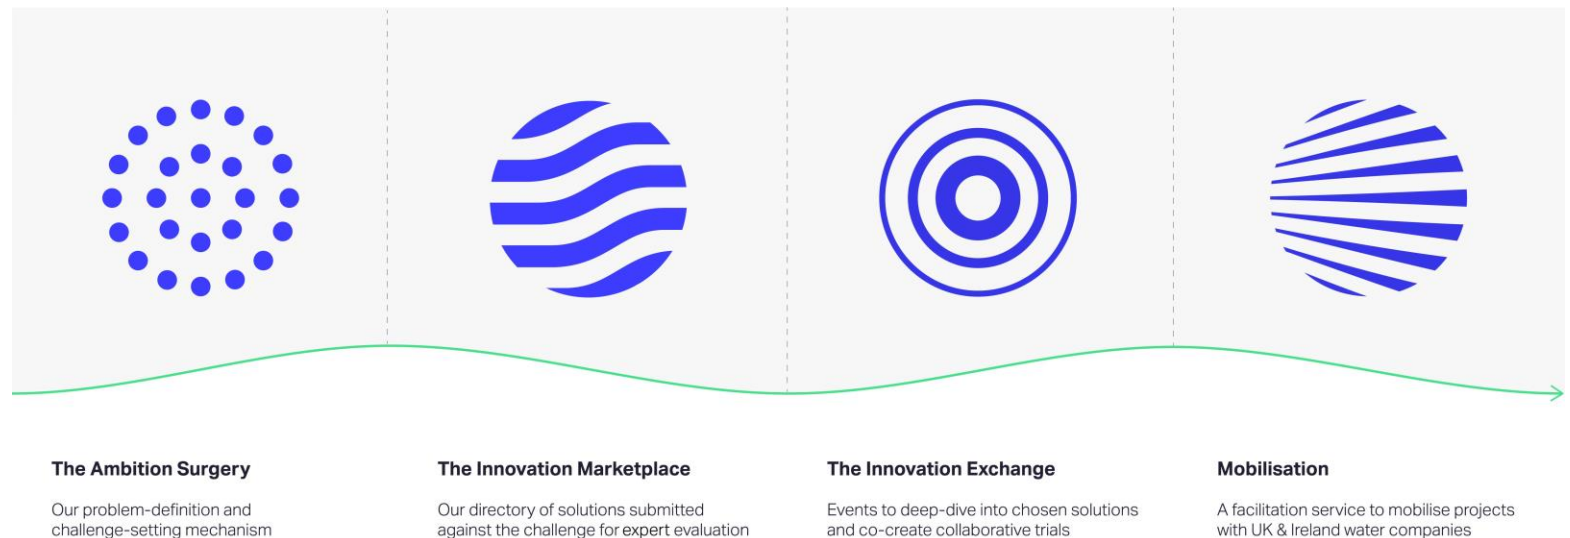 The Ambition Surgery
Our problem-definition and
challenge-setting mechanism
The Innovation Marketplace
Our directory of solutions submitted
against the challenge for expert evaluation
The Innovation Exchange
Events to deep-dive into chosen solutions
and co-create collaborative trials
Mobilisation
A facilitation service to mobilise projects
with UK & Ireland water companies